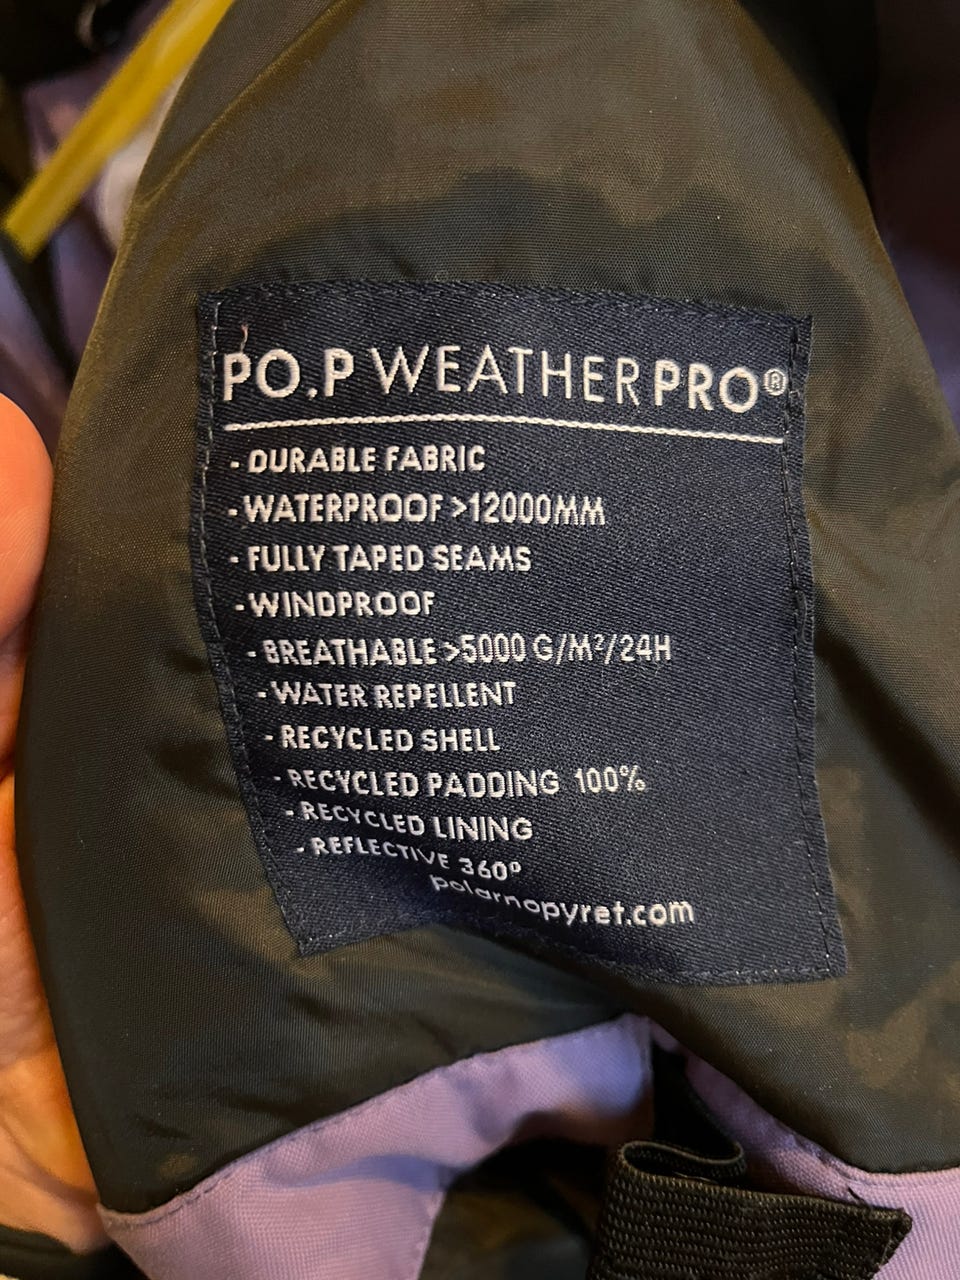 PO.P WEATHERPRO®
- DURABLE FABRIC
- WATERPROOF >12000MM
- FULLY TAPED SEAMS
- WINDPROOF
- BREATHABLE >5000 G/M²/24H
- WATER REPELLENT
- RECYCLED SHELL
- RECYCLED PADDING 100%
- RECYCLED LINING
- REFLECTIVE 360°
polarnopyret.com